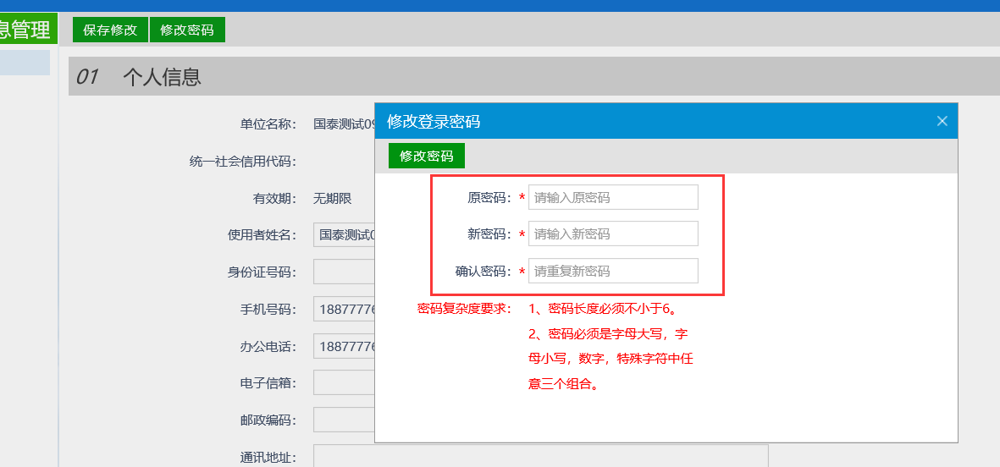 息管理
保存修改 修改密码
01 个人信息
单位名称： 国泰测试09
统一社会信用代码：
有效期： 无期限
使用者姓名： 国泰测试0
身份证号码：
手机号码： 18877776
办公电话： 18877776
电子信箱：
邮政编码：
通讯地址：
修改登录密码
修改密码
原密码：* 请输入原密码
新密码：* 请输入新密码
确认密码：* 请重复新密码
密码复杂度要求： 1、密码长度必须不小于6。
2、密码必须是字母大写，字
母小写，数字，特殊字符中任
意三个组合。